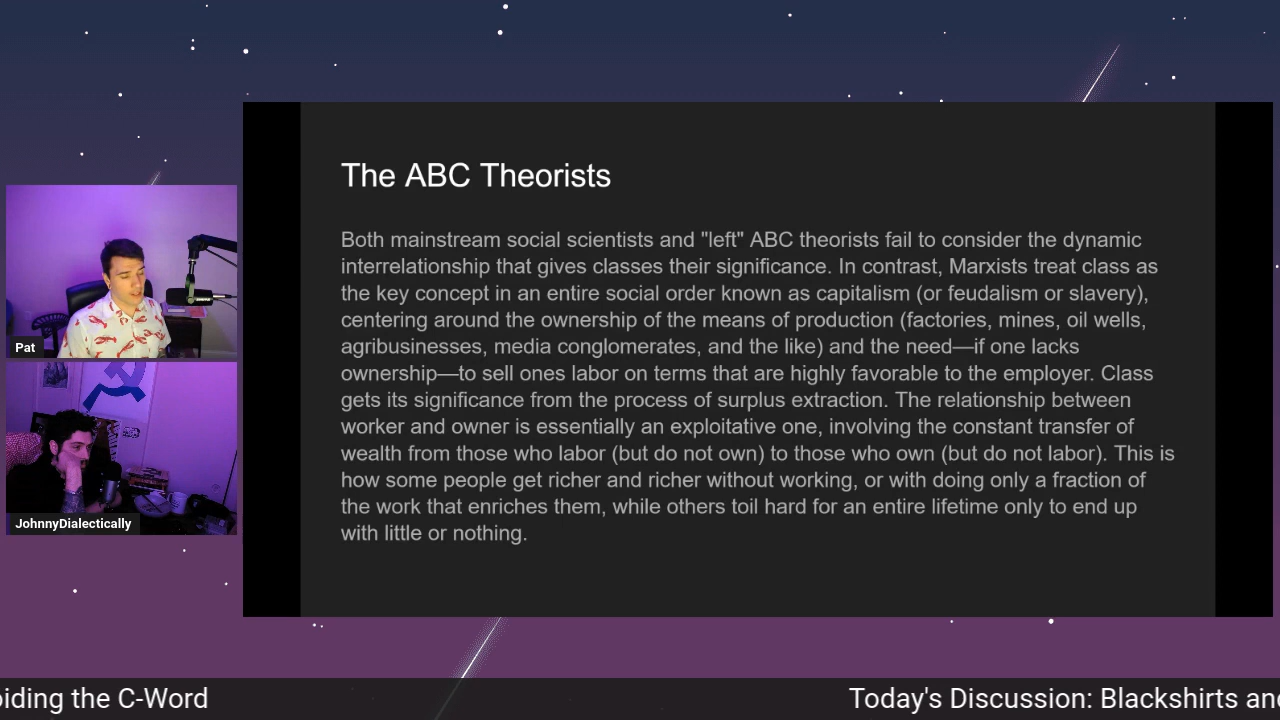 The ABC Theorists
Both mainstream social scientists and "left" ABC theorists fail to consider the dynamic
interrelationship that gives classes their significance. In contrast, Marxists treat class as
the key concept in an entire social order known as capitalism (or feudalism or slavery),
centering around the ownership of the means of production (factories, mines, oil wells,
agribusinesses, media conglomerates, and the like) and the need—if one lacks
ownership—to sell ones labor on terms that are highly favorable to the employer. Class
gets its significance from the process of surplus extraction. The relationship between
worker and owner is essentially an exploitative one, involving the constant transfer of
wealth from those who labor (but do not own) to those who own (but do not labor). This is
how some people get richer and richer without working, or with doing only a fraction of
the work that enriches them, while others toil hard for an entire lifetime only to end up
with little or nothing.
Pat
JohnnyDialectically
oiding the C-Word
Today's Discussion: Blackshirts an